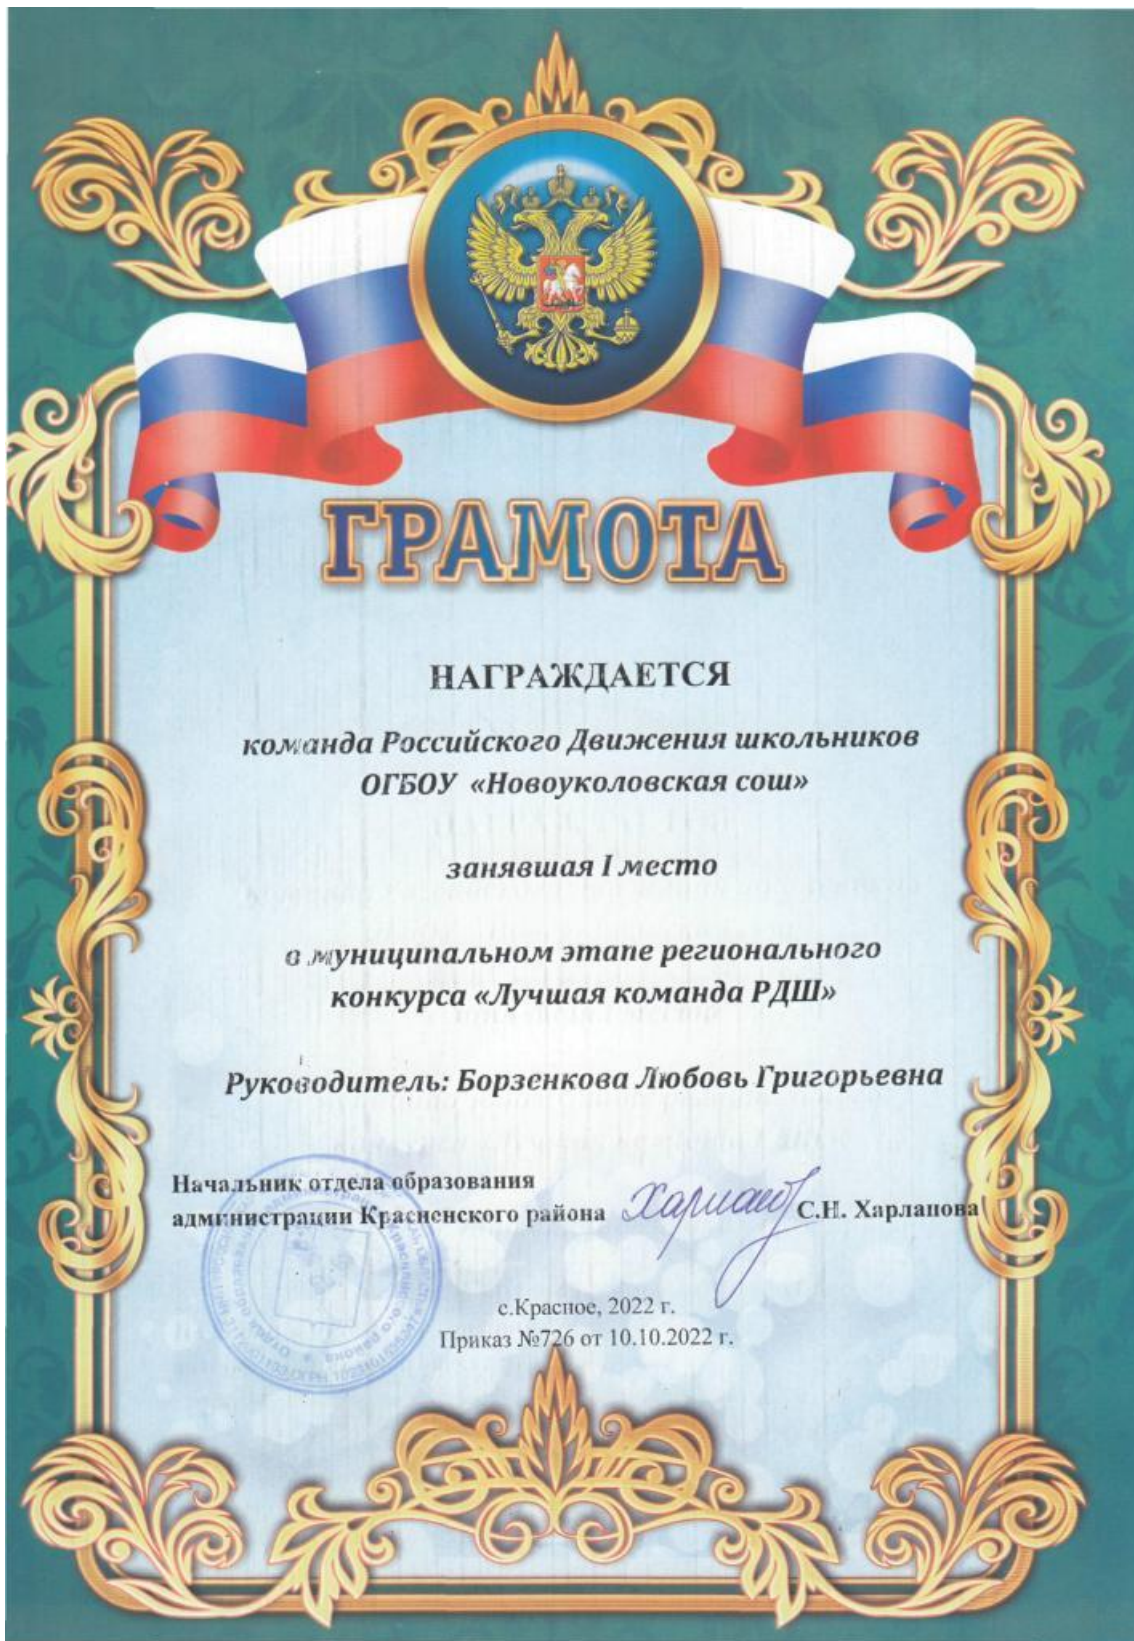 ГРАМОТА
НАГРАЖДАЕТСЯ
команда Российского Движения школьников
ОГБОУ «Новоуколовская сош»
занявшая I место
в муниципальном этапе регионального
конкурса «Лучшая команда РДШ»
Руководитель: Борзенкова Любовь Григорьевна
Начальник отдела образования
администрации Красненского района С.Н. Харланова
с.Красное, 2022 г.
Приказ №726 от 10.10.2022 г.